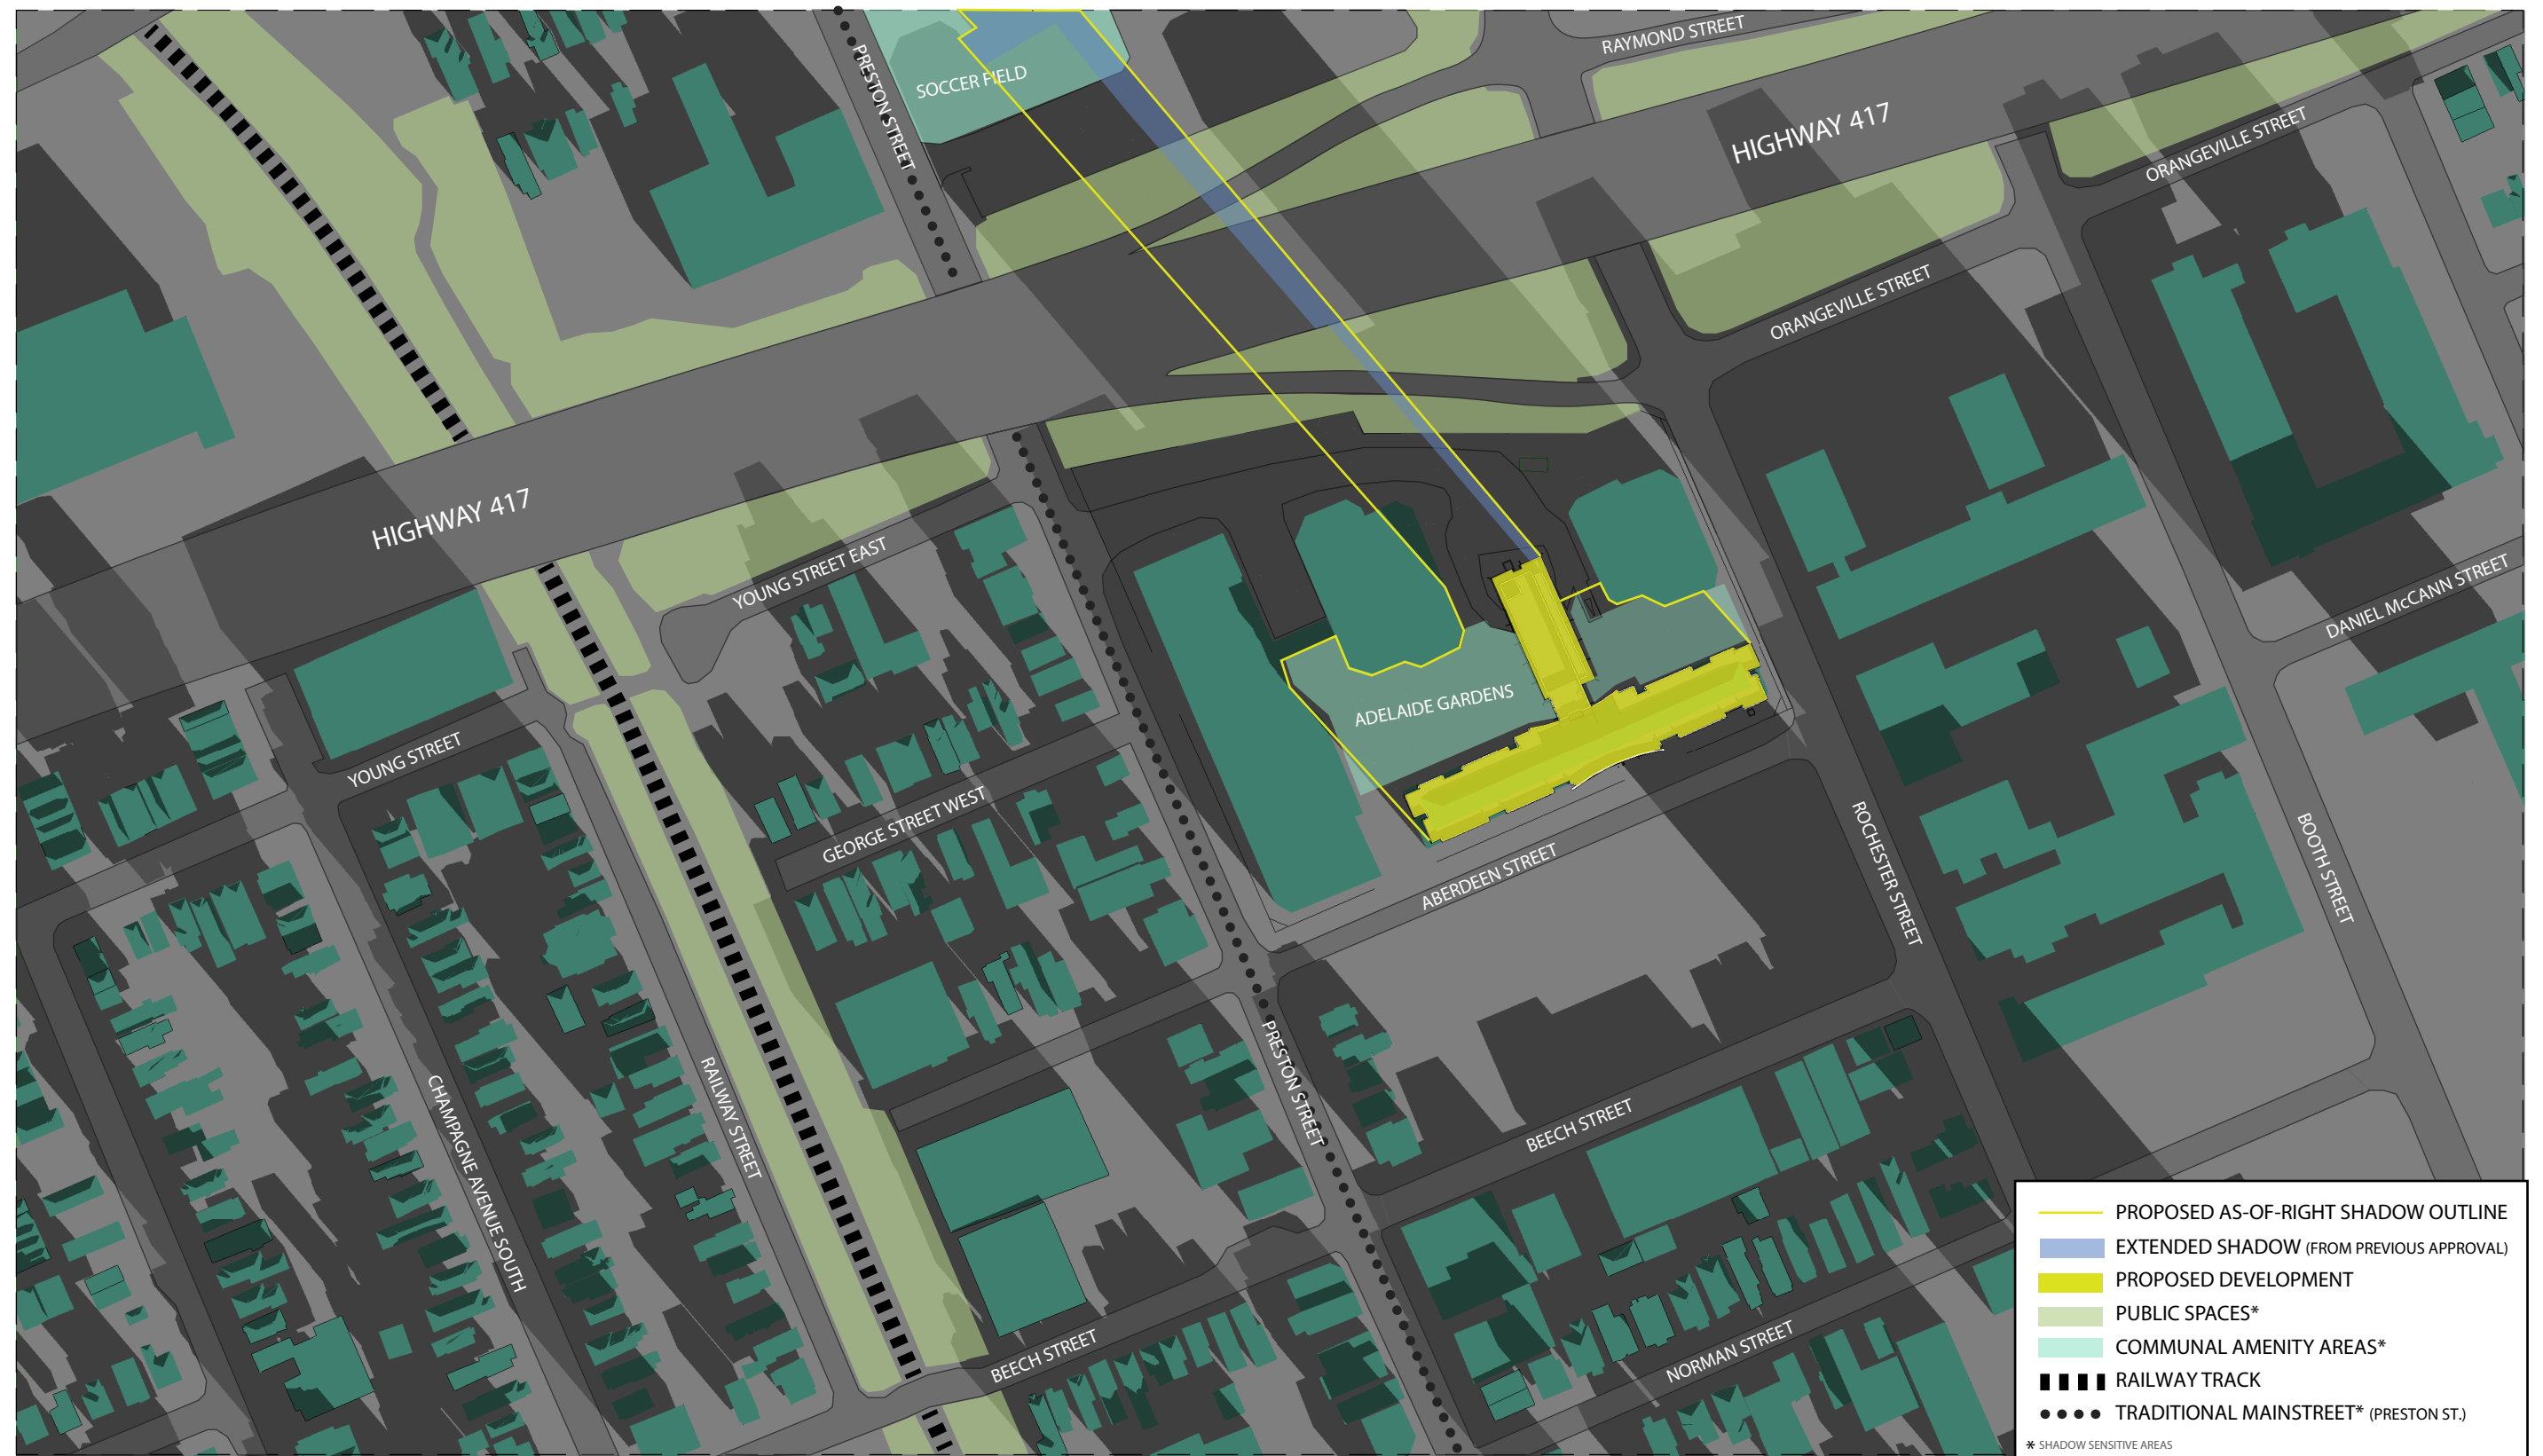 RAYMOND STREET
PRESTON STREET
SOCCER FIELD
HIGHWAY 417
ORANGEVILLE STREET
ORANGEVILLE STREET
HIGHWAY 417
YOUNG STREET EAST
DANIEL McCANN STREET
ADELAIDE GARDENS
YOUNG STREET
GEORGE STREET WEST
ABERDEEN STREET
ROCHESTER STREET
BOOTH STREET
PRESTON STREET
RAILWAY STREET
CHAMPAGNE AVENUE SOUTH
BEECH STREET
BEECH STREET
NORMAN STREET
PROPOSED AS-OF-RIGHT SHADOW OUTLINE
EXTENDED SHADOW (FROM PREVIOUS APPROVAL)
PROPOSED DEVELOPMENT
PUBLIC SPACES*
COMMUNAL AMENITY AREAS*
RAILWAY TRACK
TRADITIONAL MAINSTREET* (PRESTON ST.)
* SHADOW SENSITIVE AREAS